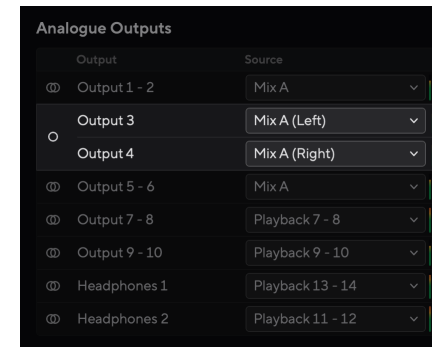 Analogue Outputs
Output Source
Output 1 - 2 Mix A
Output 3 Mix A (Left)
Output 4 Mix A (Right)
Output 5 - 6 Mix A
Output 7 - 8 Playback 7 - 8
Output 9 - 10 Playback 9 - 10
Headphones 1 Playback 13 - 14
Headphones 2 Playback 11 - 12